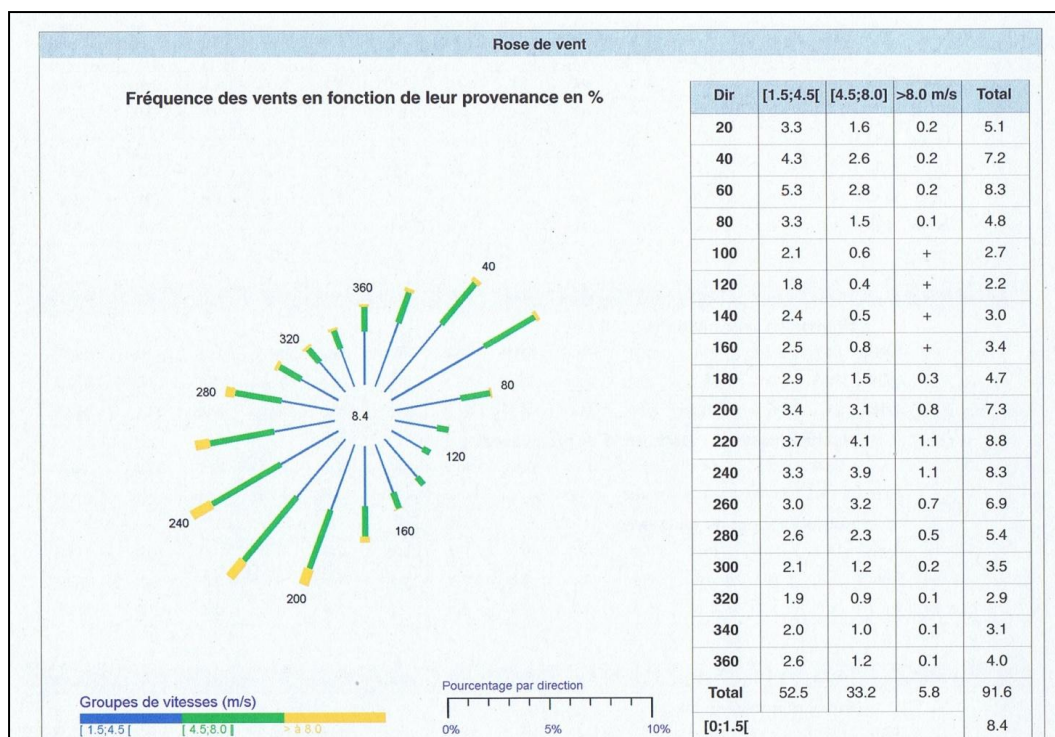 Rose de vent
Fréquence des vents en fonction de leur provenance en %
360
40
320
280
80
8.4
120
240
160
200
Groupes de vitesses (m/s)
[ 1.5;4.5 [ [ 4.5;8.0 [ > à 8.0
Pourcentage par direction
0% 5% 10%
Dir [1.5;4.5[ [4.5;8.0] >8.0 m/s Total
20 3.3 1.6 0.2 5.1
40 4.3 2.6 0.2 7.2
60 5.3 2.8 0.2 8.3
80 3.3 1.5 0.1 4.8
100 2.1 0.6 + 2.7
120 1.8 0.4 + 2.2
140 2.4 0.5 + 3.0
160 2.5 0.8 + 3.4
180 2.9 1.5 0.3 4.7
200 3.4 3.1 0.8 7.3
220 3.7 4.1 1.1 8.8
240 3.3 3.9 1.1 8.3
260 3.0 3.2 0.7 6.9
280 2.6 2.3 0.5 5.4
300 2.1 1.2 0.2 3.5
320 1.9 0.9 0.1 2.9
340 2.0 1.0 0.1 3.1
360 2.6 1.2 0.1 4.0
Total 52.5 33.2 5.8 91.6
[0;1.5[ 8.4